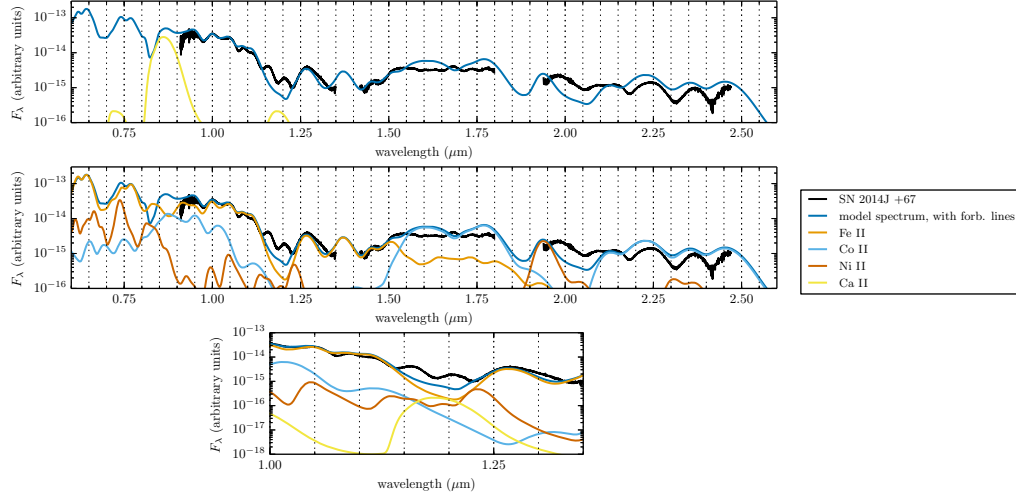 F_λ (arbitrary units)
10⁻¹³
10⁻¹⁴
10⁻¹⁵
10⁻¹⁶
0.75 1.00 1.25 1.50 1.75 2.00 2.25 2.50
wavelength (μm)
F_λ (arbitrary units)
10⁻¹³
10⁻¹⁴
10⁻¹⁵
10⁻¹⁶
0.75 1.00 1.25 1.50 1.75 2.00 2.25 2.50
wavelength (μm)
SN 2014J +67
model spectrum, with forb. lines
Fe II
Co II
Ni II
Ca II
F_λ (arbitrary units)
10⁻¹³
10⁻¹⁴
10⁻¹⁵
10⁻¹⁶
10⁻¹⁷
10⁻¹⁸
1.00 1.25
wavelength (μm)